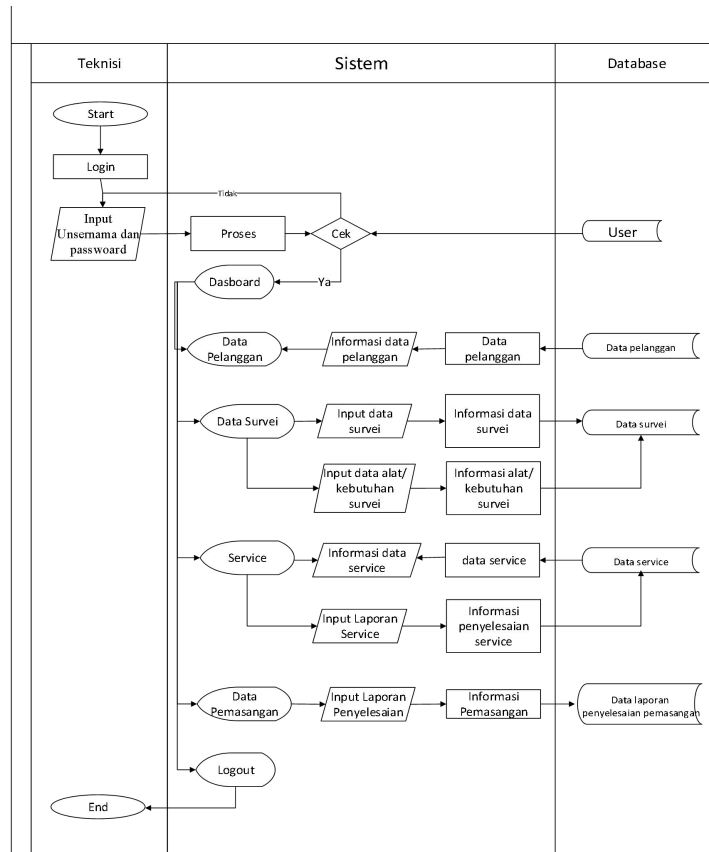 Teknisi
Sistem
Database
Start
Login
Tidak
Input
Unsernama dan
passwoard
Proses
Cek
User
Dasboard
Ya
Data
Pelanggan
Informasi data
pelanggan
Data
pelanggan
Data pelanggan
Data Survei
Input data
survei
Informasi data
survei
Data survei
Input data alat/
kebutuhan
survei
Informasi alat/
kebutuhan
survei
Service
Informasi data
service
data service
Data service
Input Laporan
Service
Informasi
penyelesaian
service
Data
Pemasangan
Input Laporan
Penyelesaian
Informasi
Pemasangan
Data laporan
penyelesaian pemasangan
Logout
End